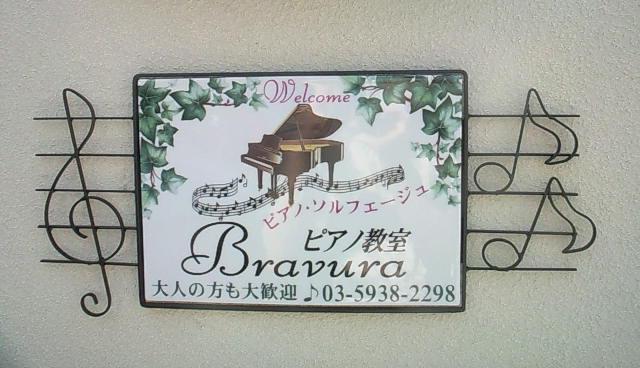 Welcome
ピアノ・ソルフェージュ
ピアノ教室
Bravura
大人の方も大歓迎♪03-5938-2298